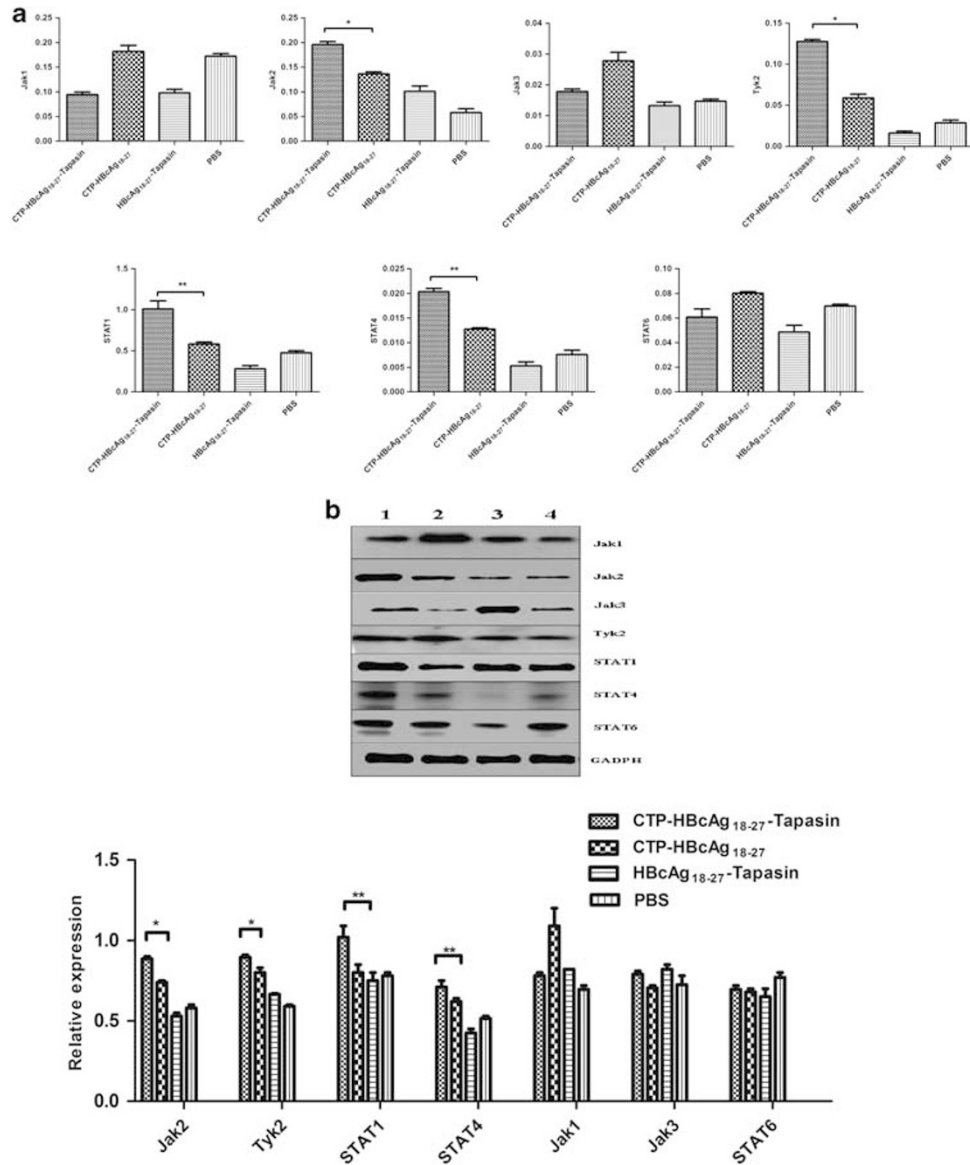 a
Jak1
0.25
0.20
0.15
0.10
0.05
0.00
CTP-HBcAg18-27-Tapasin
CTP-HBcAg18-27
HBcAg18-27-Tapasin
PBS
Jak2
0.25
0.20
0.15
0.10
0.05
0.00
*
CTP-HBcAg18-27-Tapasin
CTP-HBcAg18-27
HBcAg18-27-Tapasin
PBS
Jak3
0.04
0.03
0.02
0.01
0.00
CTP-HBcAg18-27-Tapasin
CTP-HBcAg18-27
HBcAg18-27-Tapasin
PBS
Tyk2
0.15
0.10
0.05
0.00
*
CTP-HBcAg18-27-Tapasin
CTP-HBcAg18-27
HBcAg18-27-Tapasin
PBS
STAT1
1.5
1.0
0.5
0.0
**
CTP-HBcAg18-27-Tapasin
CTP-HBcAg18-27
HBcAg18-27-Tapasin
PBS
STAT4
0.025
0.020
0.015
0.010
0.005
0.000
**
CTP-HBcAg18-27-Tapasin
CTP-HBcAg18-27
HBcAg18-27-Tapasin
PBS
STAT6
0.10
0.08
0.06
0.04
0.02
0.00
CTP-HBcAg18-27-Tapasin
CTP-HBcAg18-27
HBcAg18-27-Tapasin
PBS
b
1 2 3 4
Jak1
Jak2
Jak3
Tyk2
STAT1
STAT4
STAT6
GADPH
CTP-HBcAg18-27-Tapasin
CTP-HBcAg18-27
HBcAg18-27-Tapasin
PBS
Relative expression
1.5
1.0
0.5
0.0
*
*
**
**
Jak2
Tyk2
STAT1
STAT4
Jak1
Jak3
STAT6